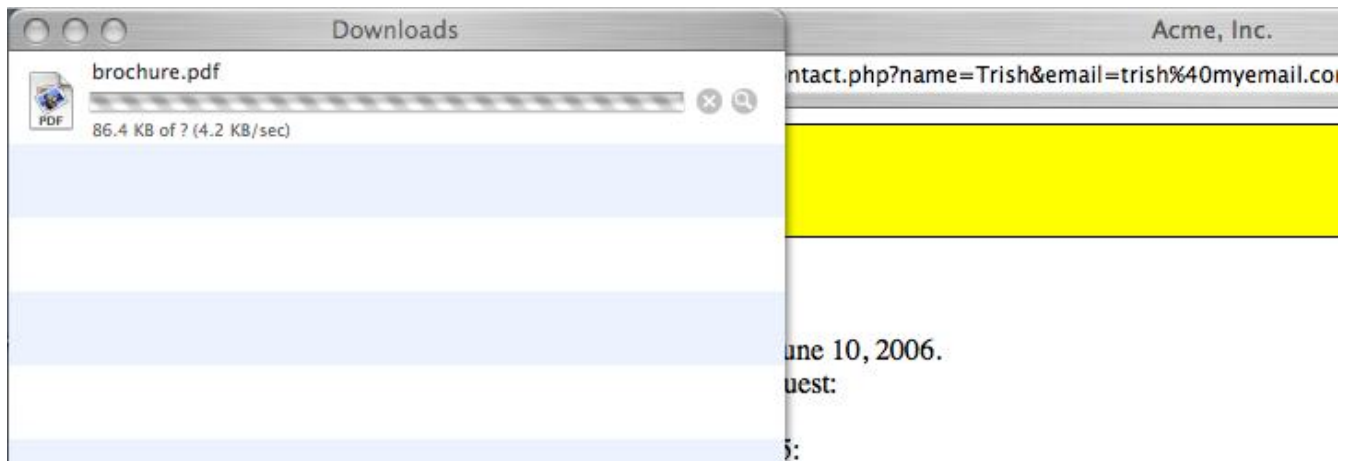 Downloads
brochure.pdf
PDF
86.4 KB of ? (4.2 KB/sec)
Acme, Inc.
ntact.php?name=Trish&email=trish%40myemail.co
une 10, 2006.
uest:
5: